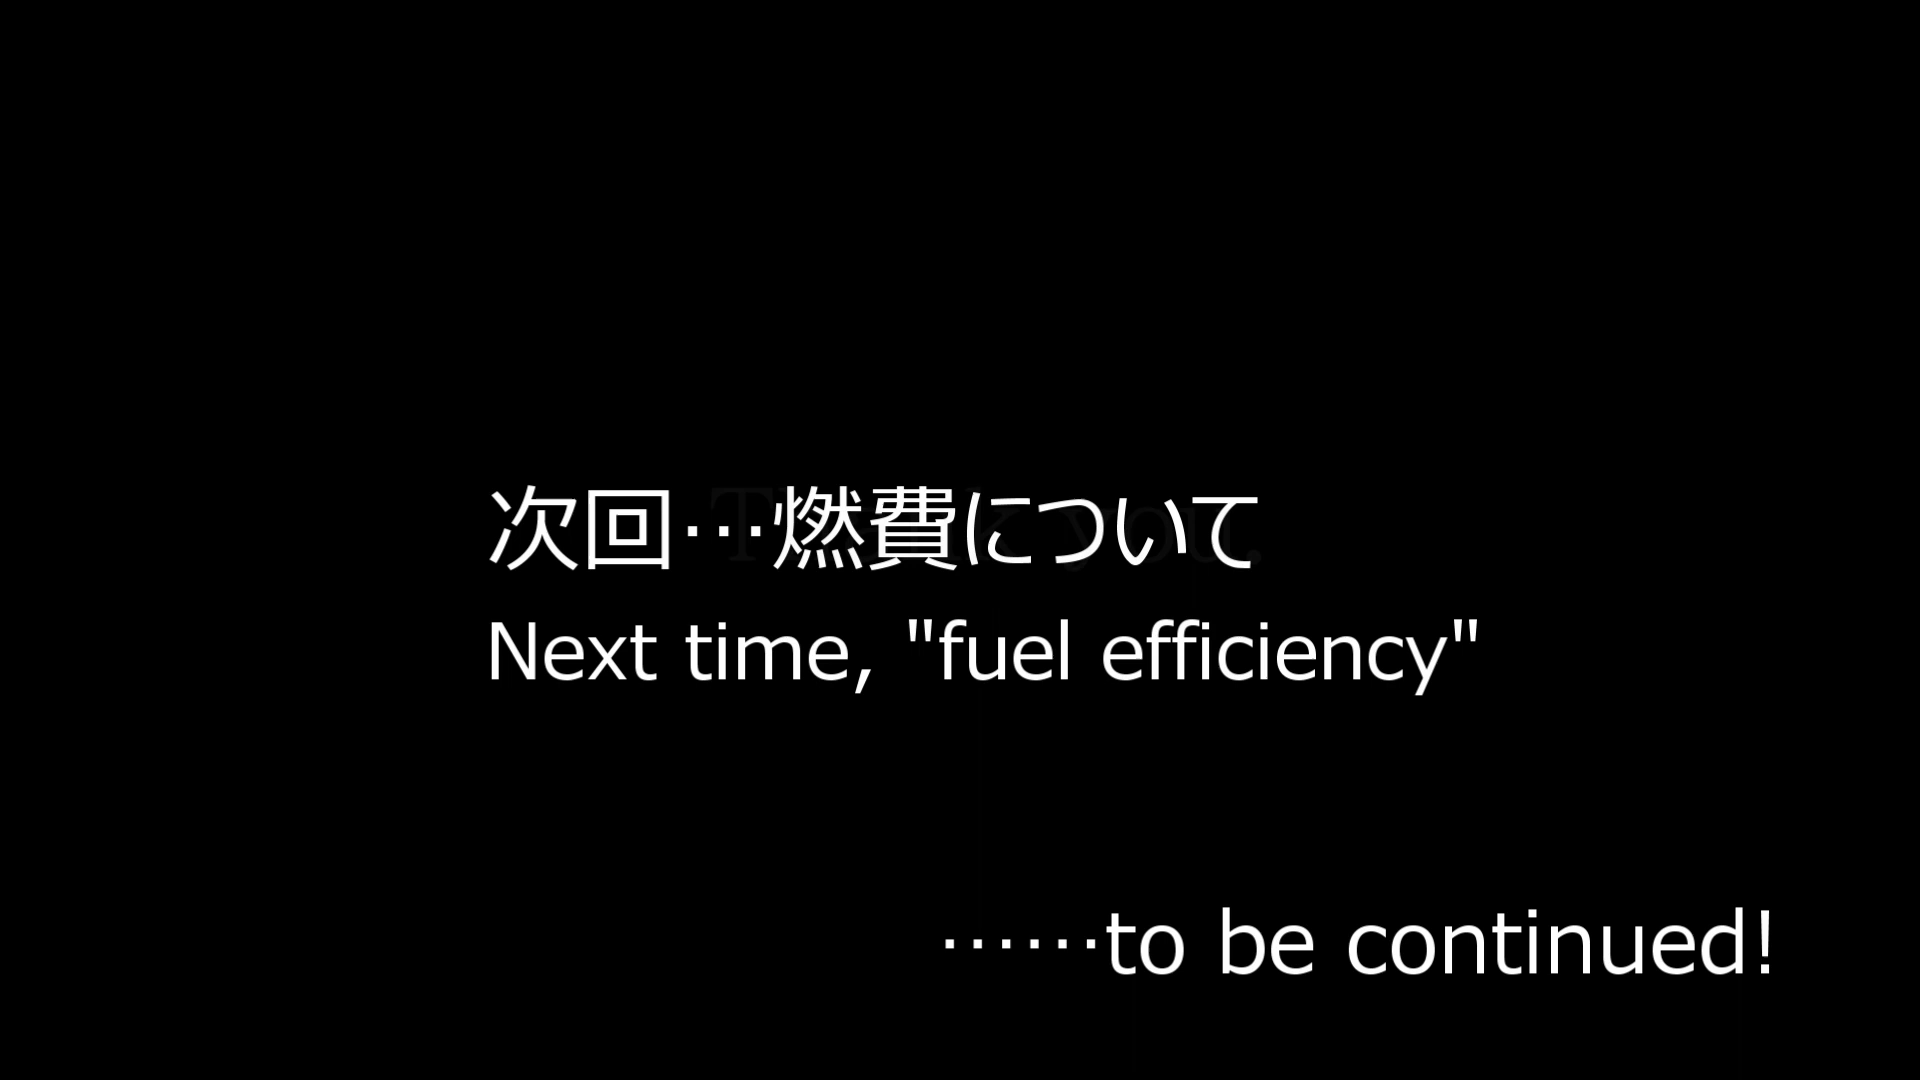 次回…燃費について
Next time, "fuel efficiency"
……to be continued!